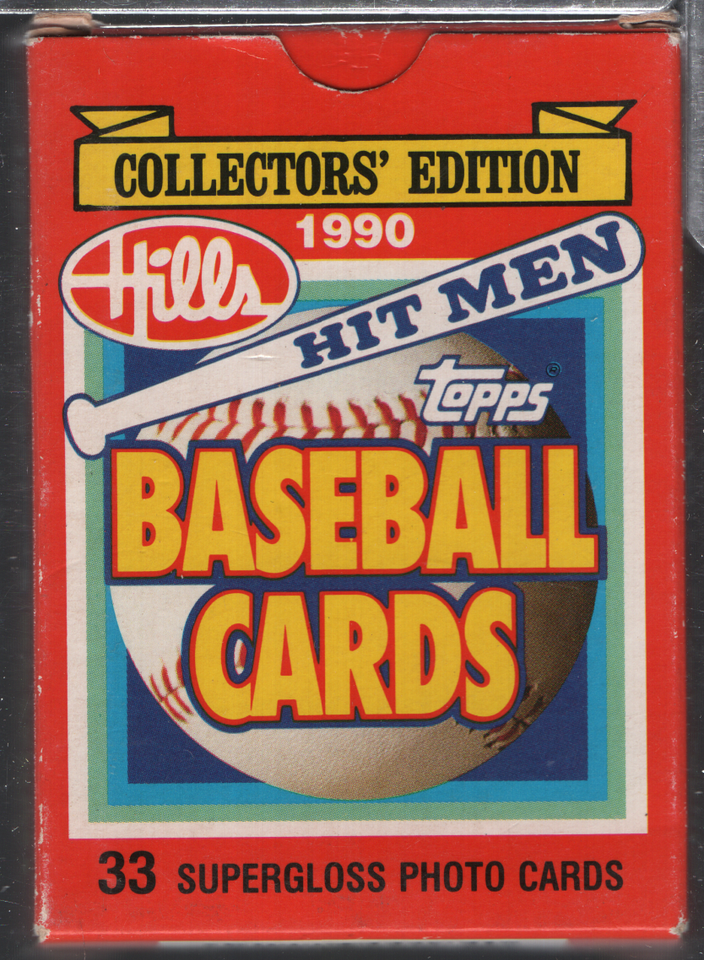 COLLECTORS' EDITION
1990
Hills
HIT MEN
topps®
BASEBALL
CARDS
33 SUPERGLOSS PHOTO CARDS